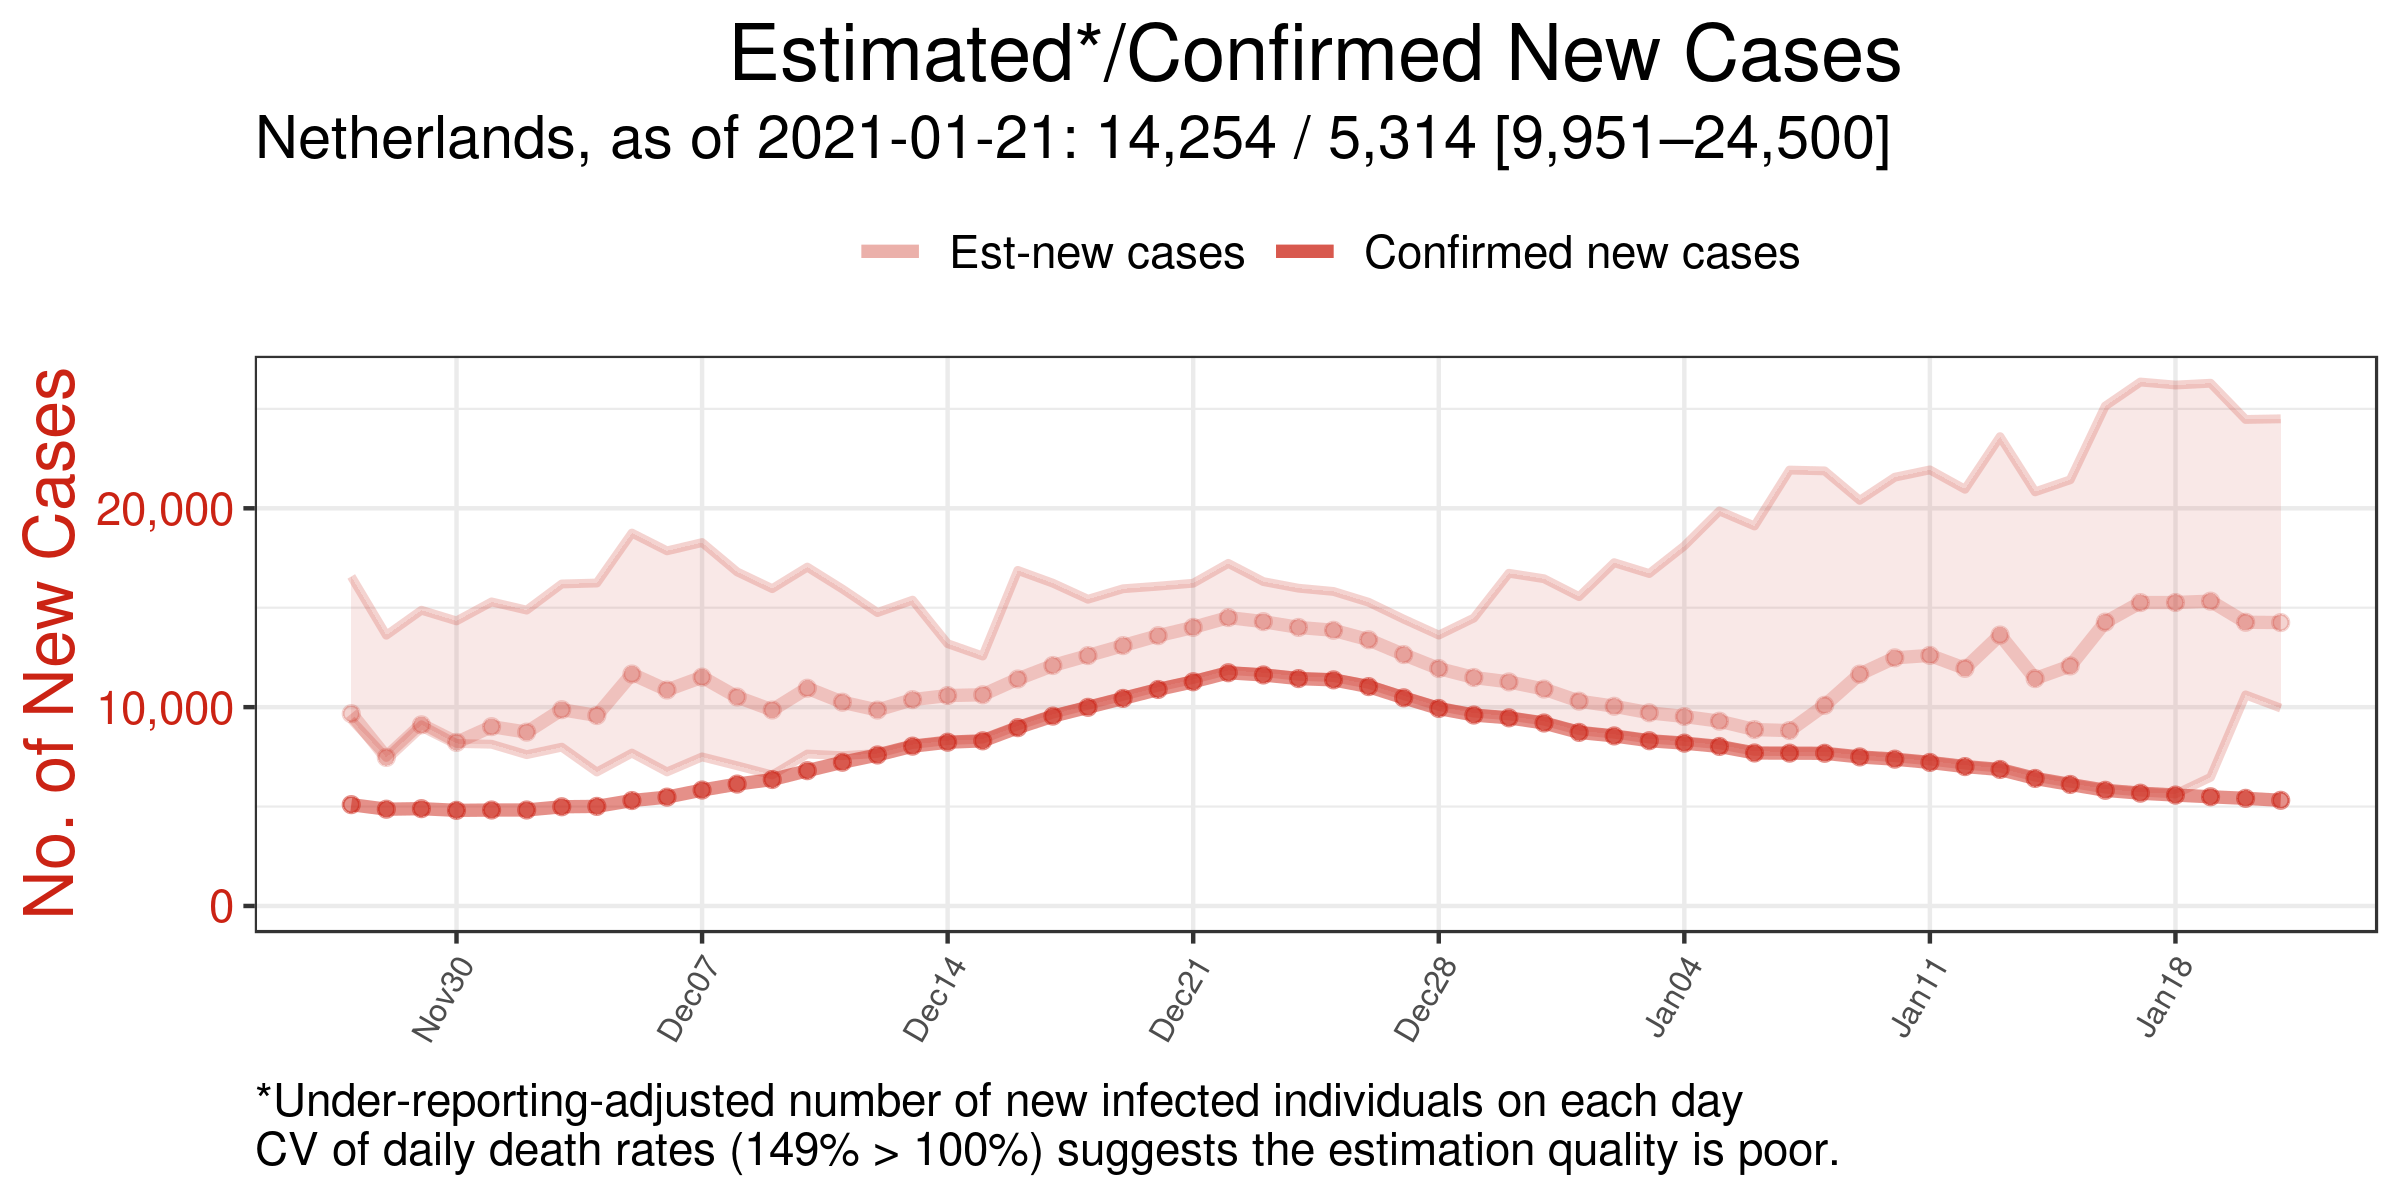 Estimated*/Confirmed New Cases
Netherlands, as of 2021-01-21: 14,254 / 5,314 [9,951–24,500]
Est-new cases Confirmed new cases
No. of New Cases
20,000
10,000
0
Nov30 Dec07 Dec14 Dec21 Dec28 Jan04 Jan11 Jan18
*Under-reporting-adjusted number of new infected individuals on each day
CV of daily death rates (149% > 100%) suggests the estimation quality is poor.